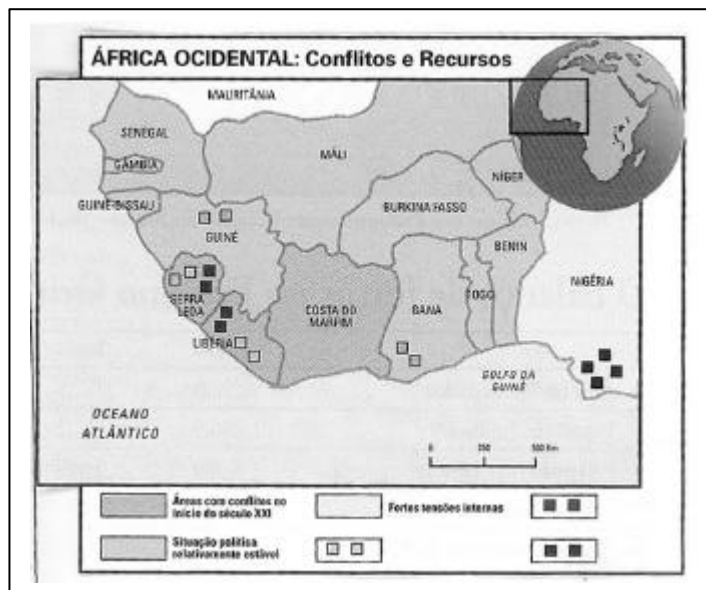 ÁFRICA OCIDENTAL: Conflitos e Recursos
MAURITÂNIA
SENEGAL
GÂMBIA
MÁLI
NÍGER
GUINÉ-BISSAU
BURKINA FASSO
GUINÉ
BENIN
NIGÉRIA
SERRA
LEOA
COSTA DO
MARFIM
GANA
TOGO
LIBÉRIA
GOLFO DA
GUINÉ
OCEANO
ATLÂNTICO
0 250 500 Km
Áreas com conflitos no
início do século XXI
Fortes tensões internas
Situação política
relativamente estável